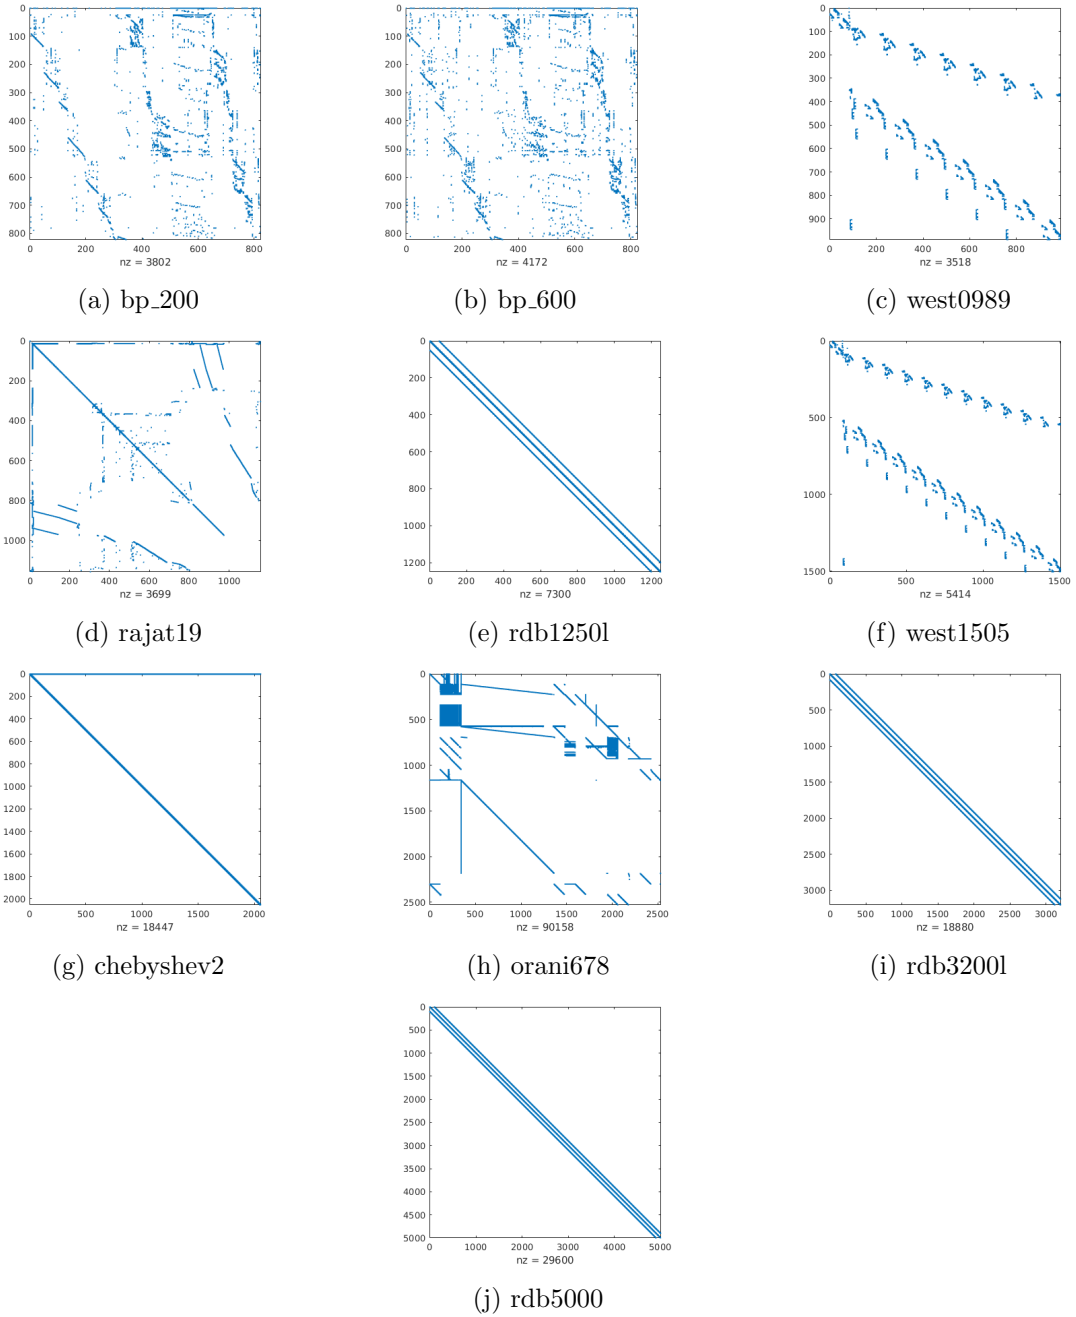 0
100
200
300
400
500
600
700
800
0 200 400 600 800
nz = 3802
(a) bp_200
0
100
200
300
400
500
600
700
800
0 200 400 600 800
nz = 4172
(b) bp_600
0
100
200
300
400
500
600
700
800
900
200 400 600 800
nz = 3518
(c) west0989
0
200
400
600
800
1000
0 200 400 600 800 1000
nz = 3699
(d) rajat19
0
200
400
600
800
1000
1200
0 200 400 600 800 1000 1200
nz = 7300
(e) rdb1250l
0
500
1000
1500
500 1000 1500
nz = 5414
(f) west1505
0
200
400
600
800
1000
1200
1400
1600
1800
2000
0 500 1000 1500 2000
nz = 18447
(g) chebyshev2
0
500
1000
1500
2000
2500
0 500 1000 1500 2000 2500
nz = 90158
(h) orani678
0
500
1000
1500
2000
2500
3000
0 500 1000 1500 2000 2500 3000
nz = 18880
(i) rdb3200l
0
500
1000
1500
2000
2500
3000
3500
4000
4500
5000
0 1000 2000 3000 4000 5000
nz = 29600
(j) rdb5000